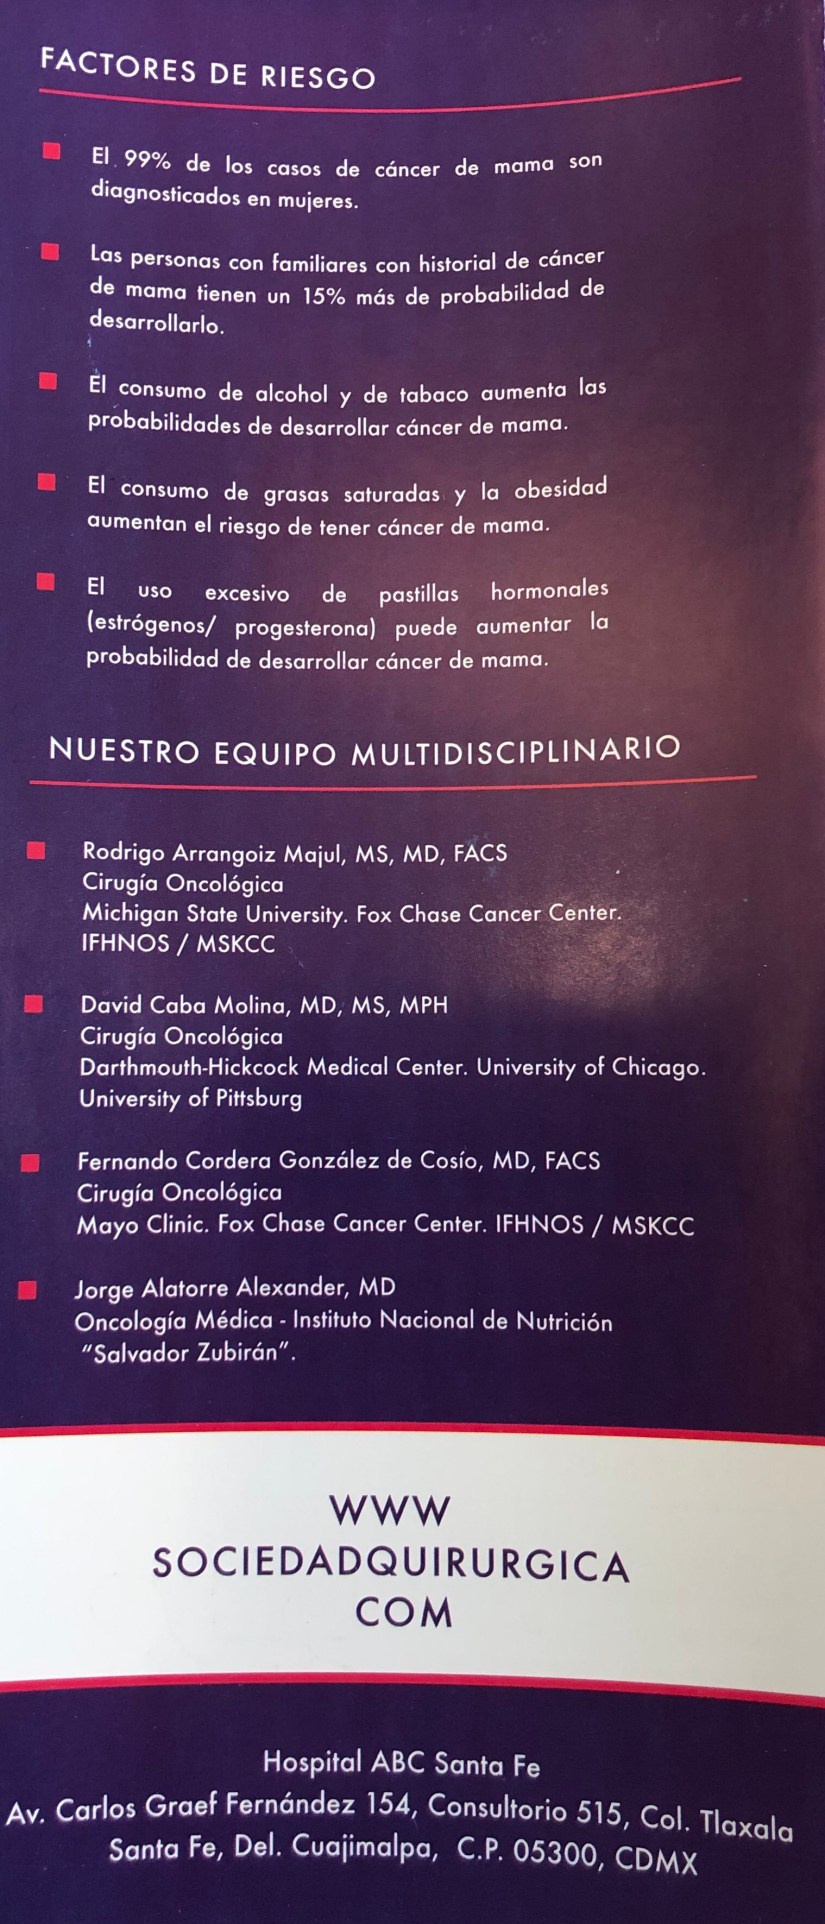 FACTORES DE RIESGO
El 99% de los casos de cáncer de mama son
diagnosticados en mujeres.
Las personas con familiares con historial de cáncer
de mama tienen un 15% más de probabilidad de
desarrollarlo.
El consumo de alcohol y de tabaco aumenta las
probabilidades de desarrollar cáncer de mama.
El consumo de grasas saturadas y la obesidad
aumentan el riesgo de tener cáncer de mama.
El uso excesivo de pastillas hormonales
(estrógenos/ progesterona) puede aumentar la
probabilidad de desarrollar cáncer de mama.
NUESTRO EQUIPO MULTIDISCIPLINARIO
Rodrigo Arrangoiz Majul, MS, MD, FACS
Cirugía Oncológica
Michigan State University. Fox Chase Cancer Center.
IFHNOS / MSKCC
David Caba Molina, MD, MS, MPH
Cirugía Oncológica
Darthmouth-Hickcock Medical Center. University of Chicago.
University of Pittsburg
Fernando Cordera González de Cosío, MD, FACS
Cirugía Oncológica
Mayo Clinic. Fox Chase Cancer Center. IFHNOS / MSKCC
Jorge Alatorre Alexander, MD
Oncología Médica - Instituto Nacional de Nutrición
“Salvador Zubirán”.
WWW
SOCIEDADQUIRURGICA
COM
Hospital ABC Santa Fe
Av. Carlos Graef Fernández 154, Consultorio 515, Col. Tlaxala
Santa Fe, Del. Cuajimalpa, C.P. 05300, CDMX